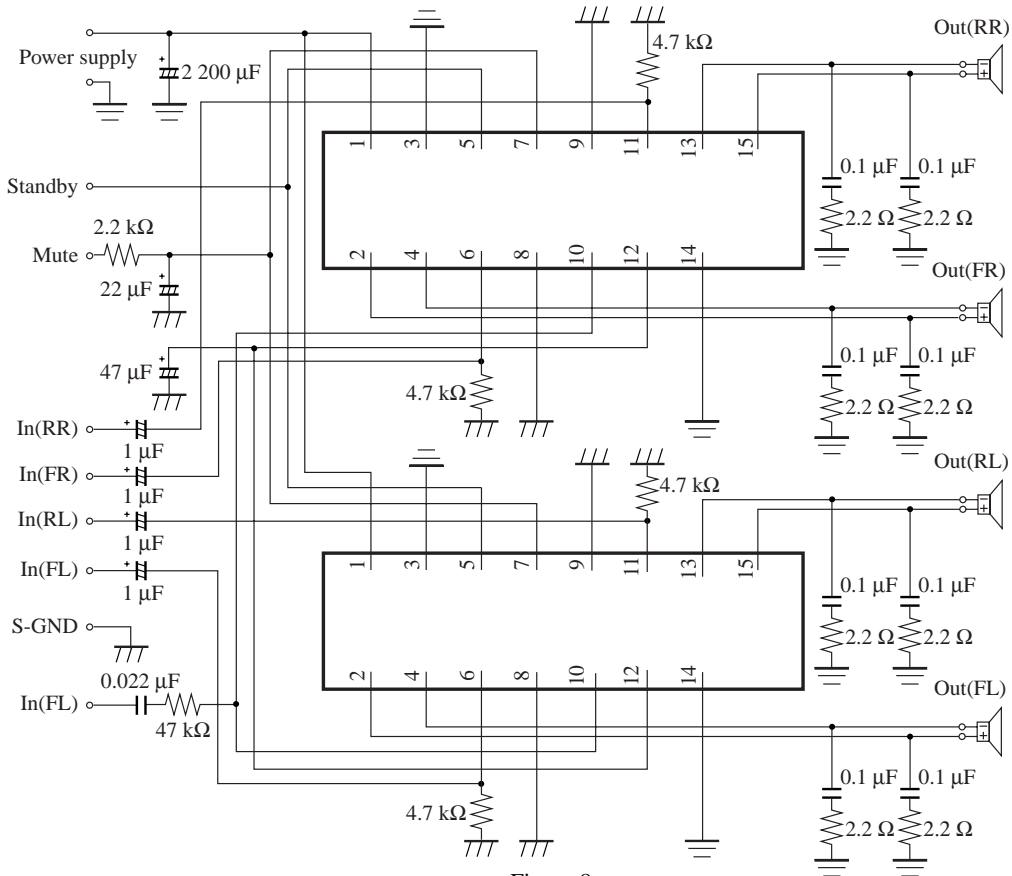 4.7 kΩ
Out(RR)
Power supply
+
2 200 μF
−
+
1
3
5
7
9
11
13
15
Standby
0.1 μF
0.1 μF
2.2 kΩ
2.2 Ω
2.2 Ω
Mute
2
4
6
8
10
12
14
+
22 μF
Out(FR)
−
+
+
47 μF
0.1 μF
0.1 μF
4.7 kΩ
2.2 Ω
2.2 Ω
In(RR)
+
1 μF
In(FR)
+
1 μF
4.7 kΩ
Out(RL)
−
+
In(RL)
+
1 μF
In(FL)
+
1 μF
1
3
5
7
9
11
13
15
0.1 μF
0.1 μF
S-GND
2.2 Ω
2.2 Ω
2
4
6
8
10
12
14
0.022 μF
In(FL)
47 kΩ
Out(FL)
−
+
0.1 μF
0.1 μF
4.7 kΩ
2.2 Ω
2.2 Ω